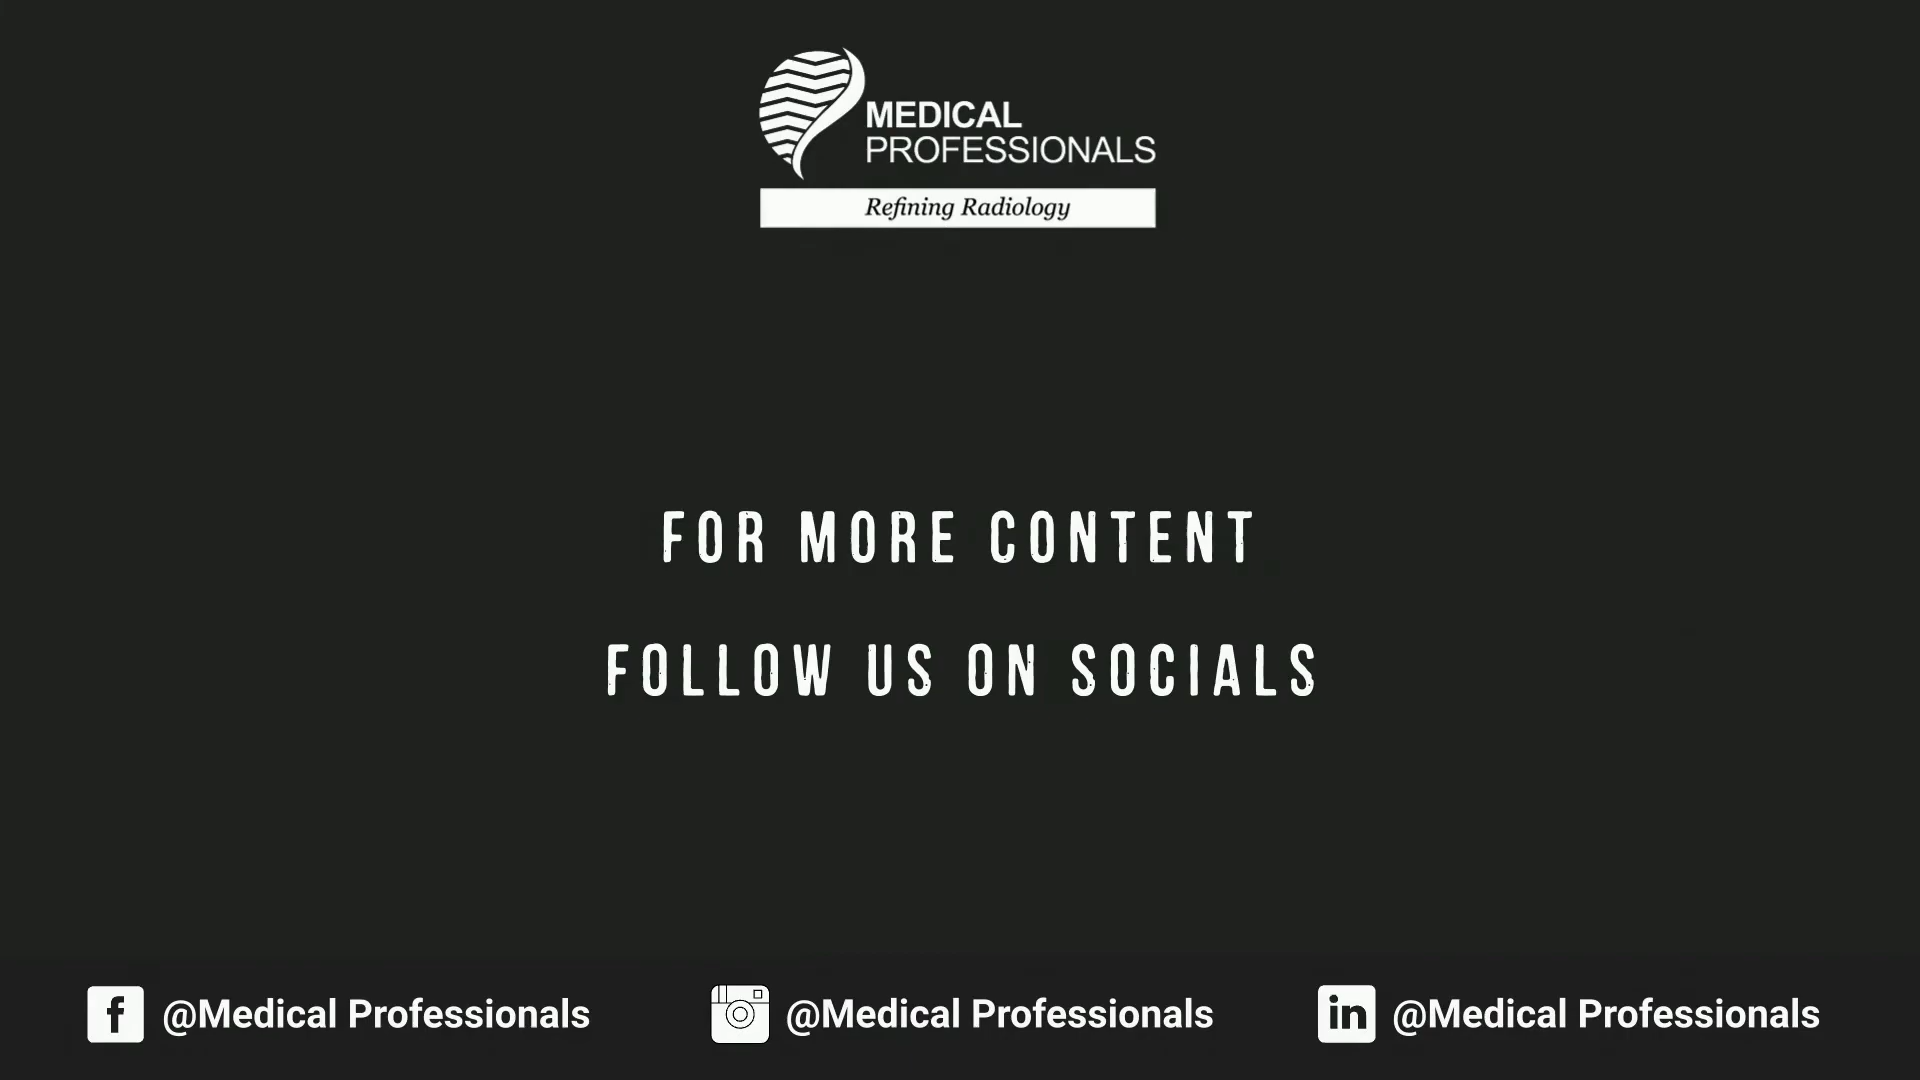 MEDICAL
PROFESSIONALS
Refining Radiology
FOR MORE CONTENT
FOLLOW US ON SOCIALS
@Medical Professionals
@Medical Professionals
@Medical Professionals